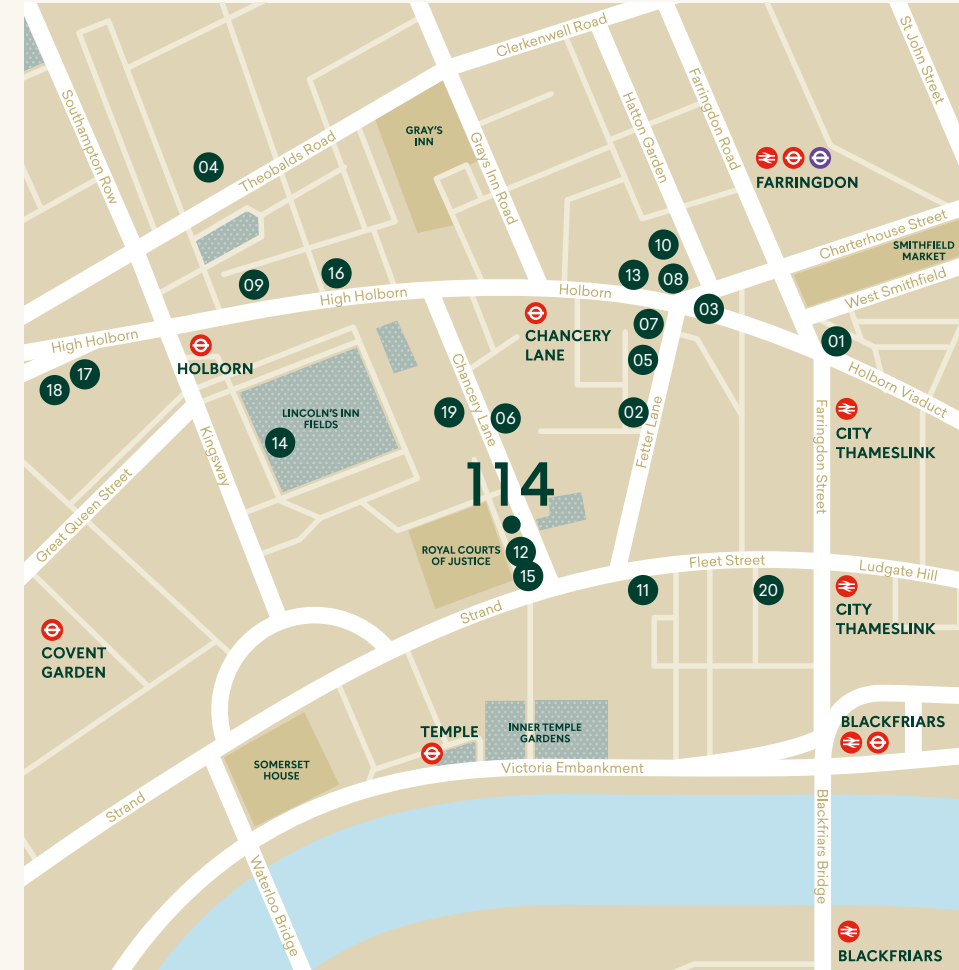 Clerkenwell Road
St John Street
Southampton Row
Hatton Garden
Farringdon Road
GRAY'S
INN
Grays Inn Road
Theobalds Road
04
FARRINGDON
Charterhouse Street
SMITHFIELD
MARKET
West Smithfield
10
13
08
16
09
High Holborn
Holborn
03
CHANCERY
LANE
07
01
High Holborn
HOLBORN
05
17
18
Holborn Viaduct
Chancery Lane
LINCOLN'S INN
FIELDS
14
19
06
02
Fetter Lane
Farringdon Street
CITY
THAMESLINK
Kingsway
Great Queen Street
114
ROYAL COURTS
OF JUSTICE
12
15
Fleet Street
Ludgate Hill
11
20
CITY
THAMESLINK
Strand
COVENT
GARDEN
TEMPLE
INNER TEMPLE
GARDENS
BLACKFRIARS
SOMERSET
HOUSE
Victoria Embankment
Strand
Waterloo Bridge
Blackfriars Bridge
BLACKFRIARS